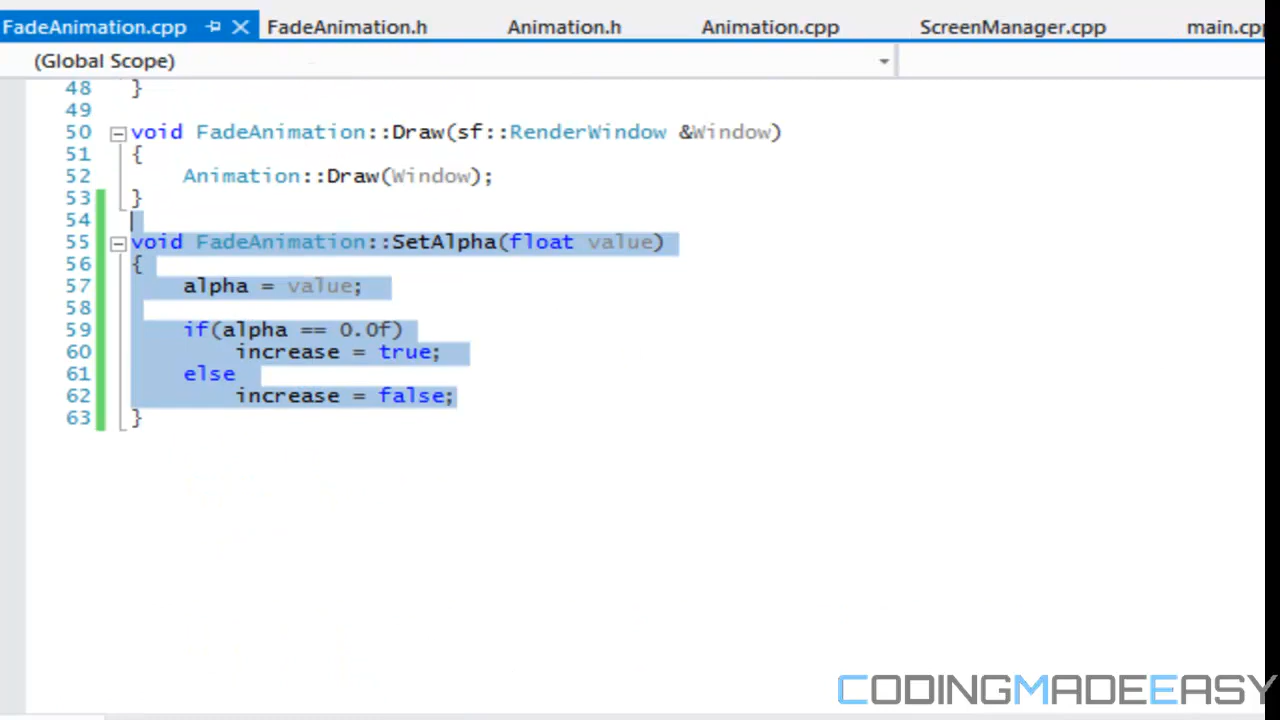 FadeAnimation.cpp FadeAnimation.h Animation.h Animation.cpp ScreenManager.cpp main.cpp
(Global Scope)
48 }
49
50 void FadeAnimation::Draw(sf::RenderWindow &Window)
51 {
52 Animation::Draw(Window);
53 }
54
55 void FadeAnimation::SetAlpha(float value)
56 {
57 alpha = value;
58
59 if(alpha == 0.0f)
60 increase = true;
61 else
62 increase = false;
63 }
CODINGMADEEASY